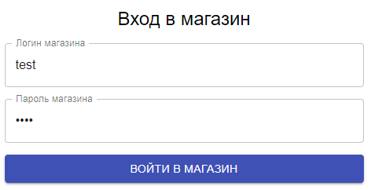 Вход в магазин
Логин магазина
test
Пароль магазина
••••
ВОЙТИ В МАГАЗИН